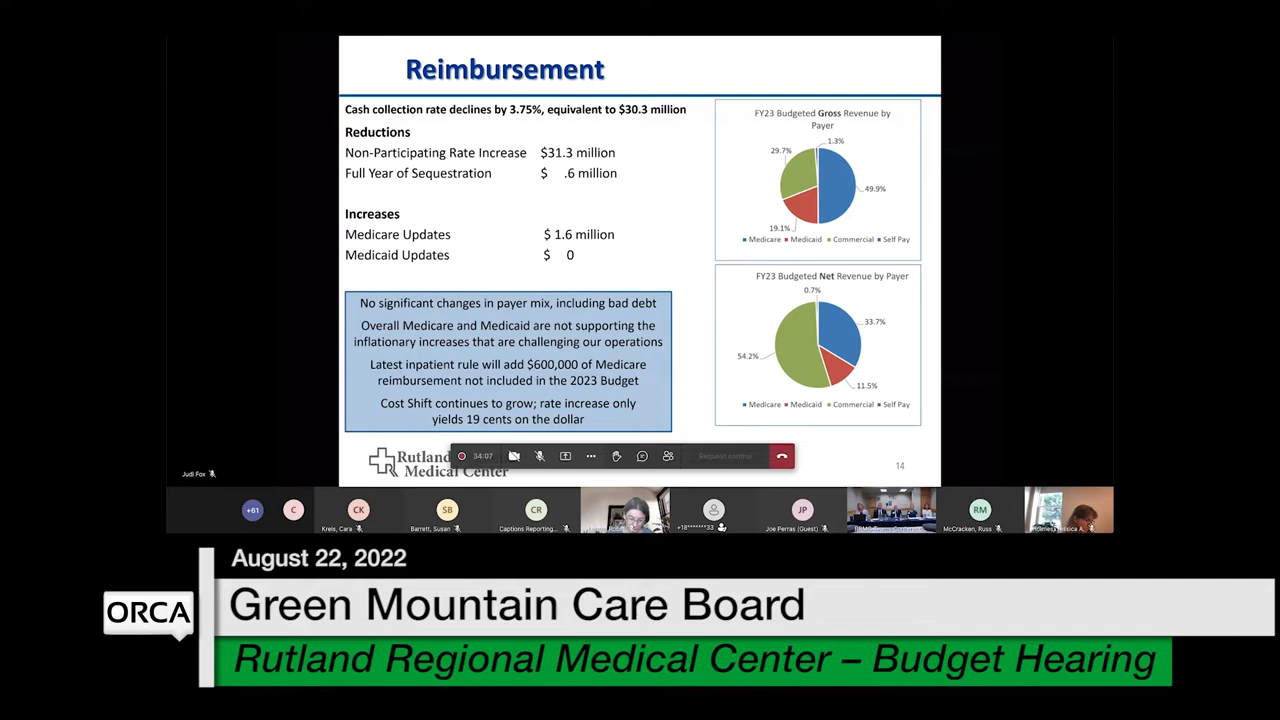 Reimbursement
Cash collection rate declines by 3.75%, equivalent to $30.3 million
Reductions
Non-Participating Rate Increase $31.3 million
Full Year of Sequestration $ .6 million
Increases
Medicare Updates $ 1.6 million
Medicaid Updates $ 0
No significant changes in payer mix, including bad debt
Overall Medicare and Medicaid are not supporting the
inflationary increases that are challenging our operations
Latest inpatient rule will add $600,000 of Medicare
reimbursement not included in the 2023 Budget
Cost Shift continues to grow; rate increase only
yields 19 cents on the dollar
FY23 Budgeted Gross Revenue by
Payer
1.3%
29.7%
49.9%
19.1%
Medicare Medicaid Commercial Self Pay
FY23 Budgeted Net Revenue by Payer
0.7%
33.7%
54.2%
11.5%
Medicare Medicaid Commercial Self Pay
Rutland
Medical Center
34:07
Request control
14
Judi Fox
+61
C
CK
SB
CR
JP
RM
Kreis, Cara
Barrett, Susan
Captions Reporting...
+18*******33
Joe Perras (Guest)
McCracken, Russ
August 22, 2022
ORCA
Green Mountain Care Board
Rutland Regional Medical Center – Budget Hearing